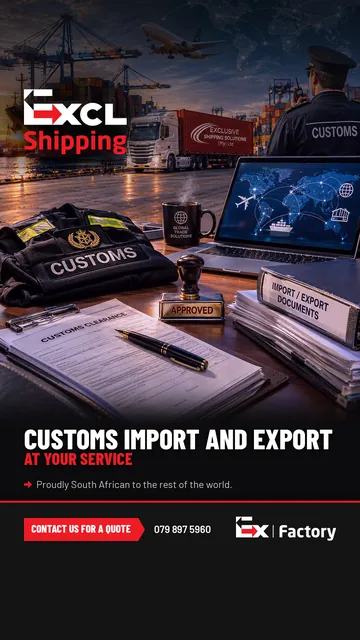 EXCL
Shipping
EXCLUSIVE
SHIPPING SOLUTIONS
(Pty) Ltd
CUSTOMS
GLOBAL
TRADE
SOLUTIONS
CUSTOMS
APPROVED
IMPORT / EXPORT
DOCUMENTS
CUSTOMS CLEARANCE
CUSTOMS IMPORT AND EXPORT
AT YOUR SERVICE
Proudly South African to the rest of the world.
CONTACT US FOR A QUOTE
079 897 5960
Ex | Factory